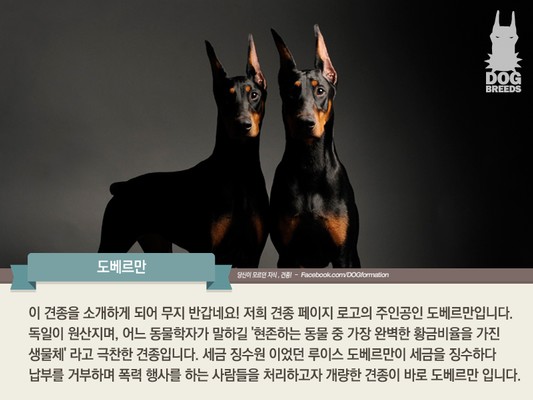 DOG
BREEDS
도베르만
당신이 모르던 지식, 견종! - Facebook.com/DOGformation
이 견종을 소개하게 되어 무지 반갑네요! 저희 견종 페이지 로고의 주인공인 도베르만입니다.
독일이 원산지며, 어느 동물학자가 말하길 '현존하는 동물 중 가장 완벽한 황금비율을 가진
생물체' 라고 극찬한 견종입니다. 세금 징수원 이었던 루이스 도베르만이 세금을 징수하다
납부를 거부하며 폭력 행사를 하는 사람들을 처리하고자 개량한 견종이 바로 도베르만 입니다.